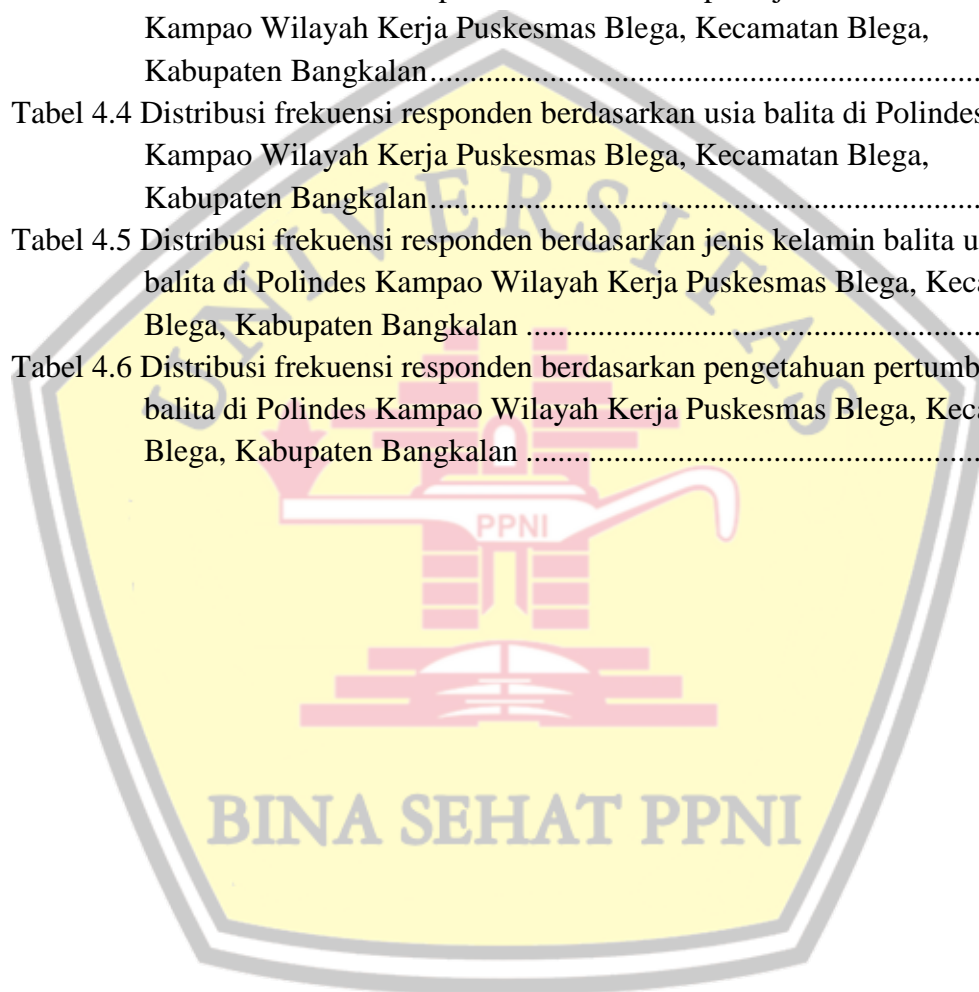 Kampao Wilayah Kerja Puskesmas Blega, Kecamatan Blega,
Kabupaten Bangkalan......................................................................
Tabel 4.4 Distribusi frekuensi responden berdasarkan usia balita di Polindes
Kampao Wilayah Kerja Puskesmas Blega, Kecamatan Blega,
Kabupaten Bangkalan......................................................................
Tabel 4.5 Distribusi frekuensi responden berdasarkan jenis kelamin balita u
balita di Polindes Kampao Wilayah Kerja Puskesmas Blega, Keca
Blega, Kabupaten Bangkalan ..........................................................
Tabel 4.6 Distribusi frekuensi responden berdasarkan pengetahuan pertumb
balita di Polindes Kampao Wilayah Kerja Puskesmas Blega, Keca
Blega, Kabupaten Bangkalan ..........................................................
UNIVERSITAS
PPNI
BINA SEHAT PPNI